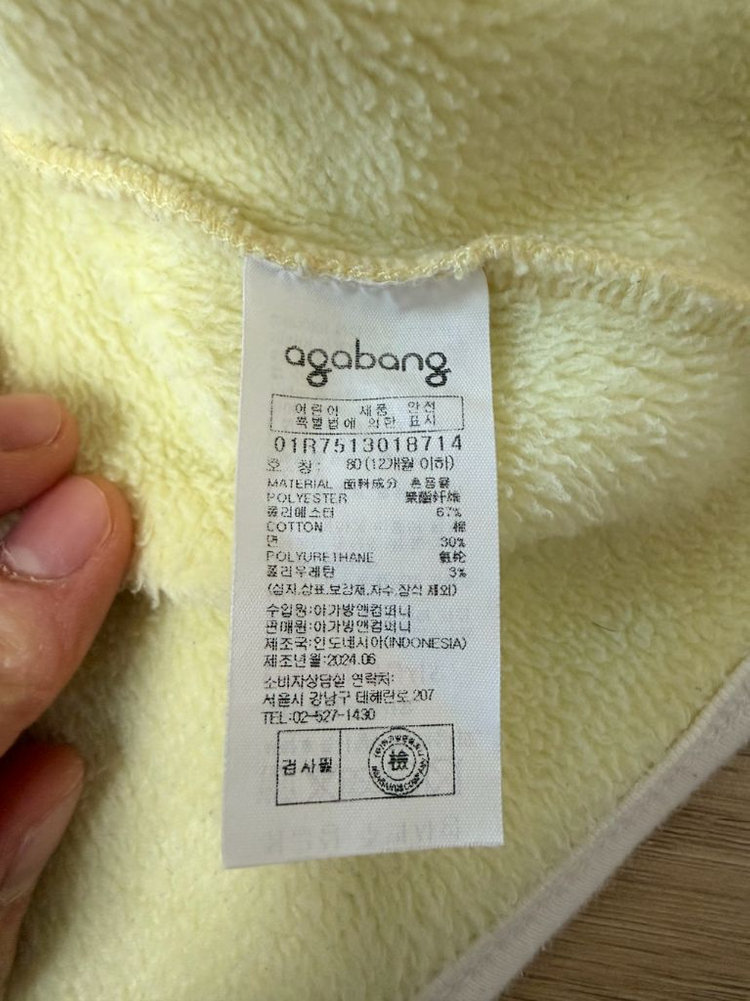 agabang
어린이 제품 안전
특별법에 의한 표시
01R7513018714
호 칭: 80(12개월 이하)
MATERIAL 面料成分 혼용률
POLYESTER 聚酯纤维
폴리에스터 67%
COTTON 棉
면 30%
POLYURETHANE 氨纶
폴리우레탄 3%
(심지,상표,보강재,자수,장식 제외)
수입원:아가방앤컴퍼니
판매원:아가방앤컴퍼니
제조국:인도네시아(INDONESIA)
제조년월:2024.06
소비자상담실 연락처:
서울시 강남구 테헤란로 207
TEL:02-527-1430
검사필
檢